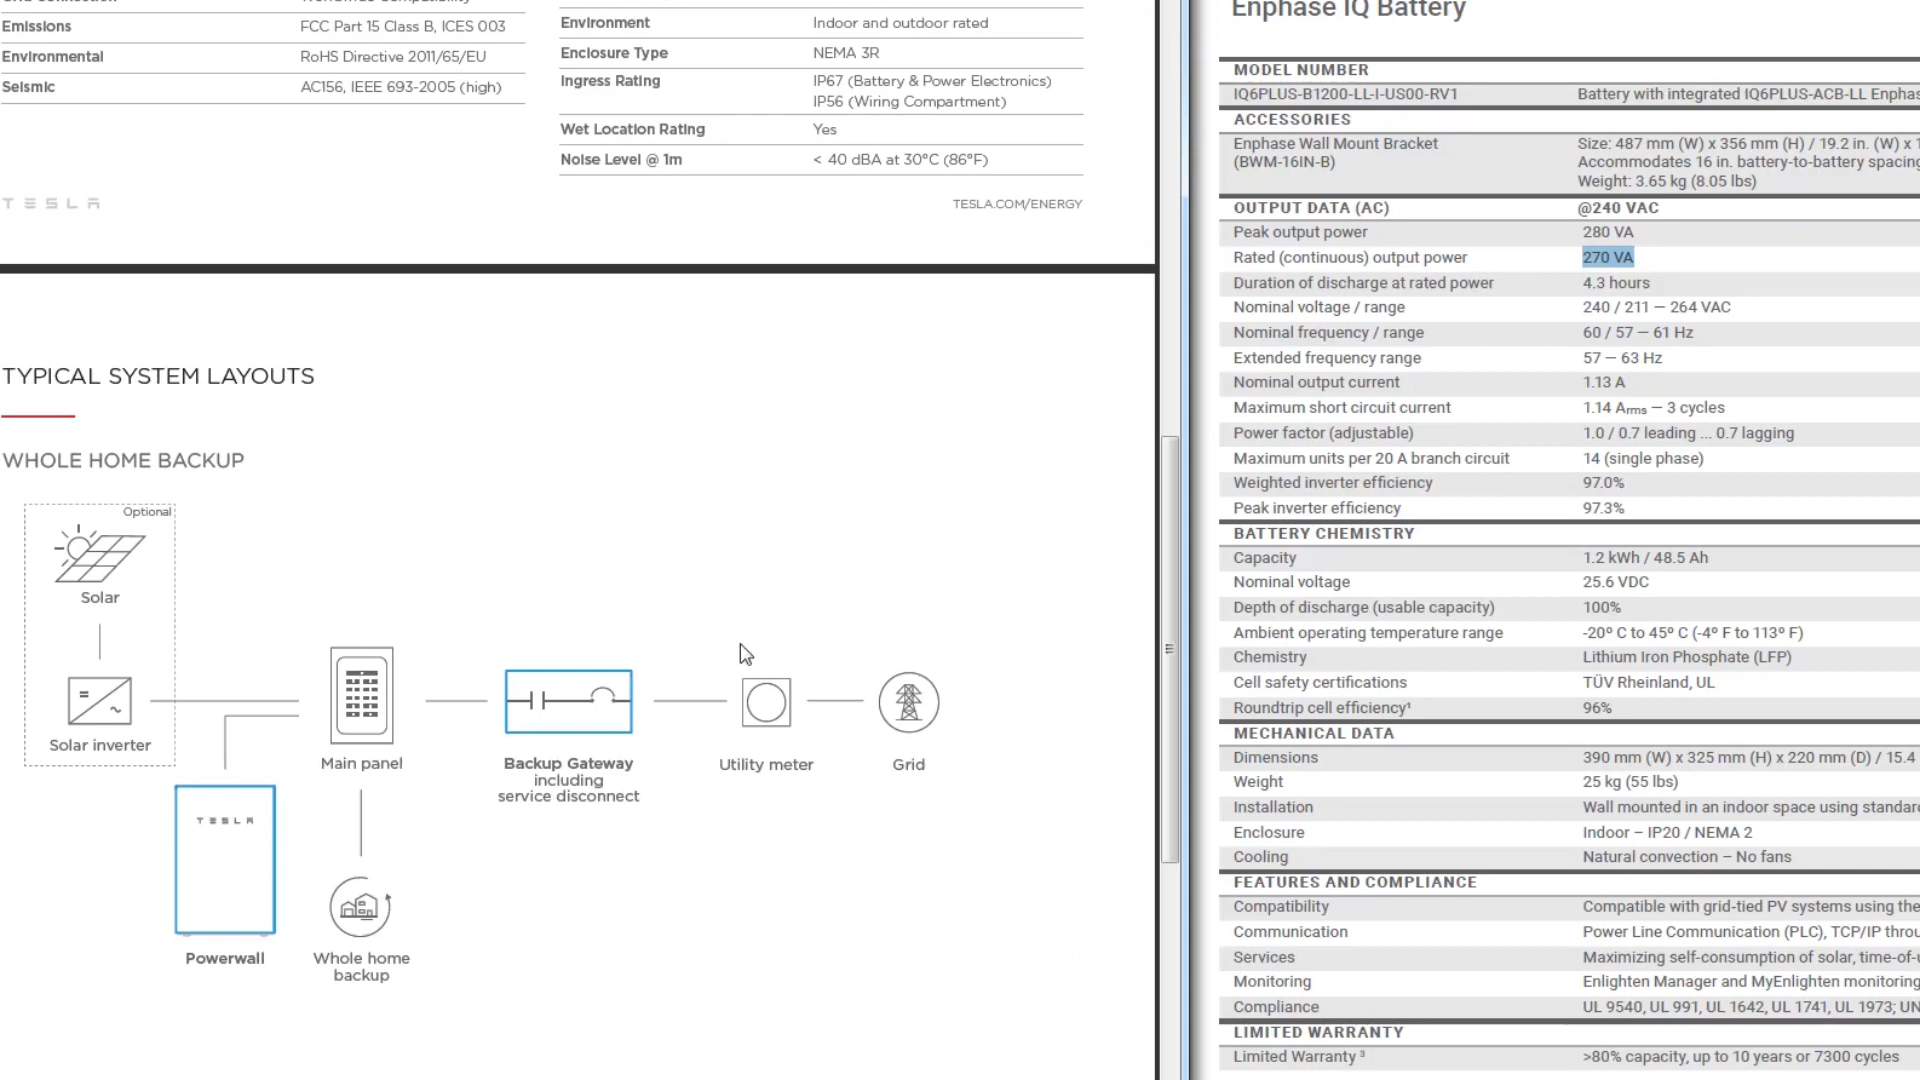 Emissions FCC Part 15 Class B, ICES 003
Environmental RoHS Directive 2011/65/EU
Seismic AC156, IEEE 693-2005 (high)
Environment Indoor and outdoor rated
Enclosure Type NEMA 3R
Ingress Rating IP67 (Battery & Power Electronics)
IP56 (Wiring Compartment)
Wet Location Rating Yes
Noise Level @ 1m < 40 dBA at 30°C (86°F)
TESLA
TESLA.COM/ENERGY
TYPICAL SYSTEM LAYOUTS
WHOLE HOME BACKUP
Optional
Solar
Solar inverter
Main panel
Backup Gateway
including
service disconnect
Utility meter
Grid
TESLA
Powerwall
Whole home
backup
Enphase IQ Battery
MODEL NUMBER
IQ6PLUS-B1200-LL-I-US00-RV1 Battery with integrated IQ6PLUS-ACB-LL Enphas
ACCESSORIES
Enphase Wall Mount Bracket Size: 487 mm (W) x 356 mm (H) / 19.2 in. (W) x 1
(BWM-16IN-B) Accommodates 16 in. battery-to-battery spacing
Weight: 3.65 kg (8.05 lbs)
OUTPUT DATA (AC) @240 VAC
Peak output power 280 VA
Rated (continuous) output power 270 VA
Duration of discharge at rated power 4.3 hours
Nominal voltage / range 240 / 211 — 264 VAC
Nominal frequency / range 60 / 57 — 61 Hz
Extended frequency range 57 — 63 Hz
Nominal output current 1.13 A
Maximum short circuit current 1.14 Arms — 3 cycles
Power factor (adjustable) 1.0 / 0.7 leading ... 0.7 lagging
Maximum units per 20 A branch circuit 14 (single phase)
Weighted inverter efficiency 97.0%
Peak inverter efficiency 97.3%
BATTERY CHEMISTRY
Capacity 1.2 kWh / 48.5 Ah
Nominal voltage 25.6 VDC
Depth of discharge (usable capacity) 100%
Ambient operating temperature range -20º C to 45º C (-4º F to 113º F)
Chemistry Lithium Iron Phosphate (LFP)
Cell safety certifications TÜV Rheinland, UL
Roundtrip cell efficiency¹ 96%
MECHANICAL DATA
Dimensions 390 mm (W) x 325 mm (H) x 220 mm (D) / 15.4
Weight 25 kg (55 lbs)
Installation Wall mounted in an indoor space using standard
Enclosure Indoor – IP20 / NEMA 2
Cooling Natural convection – No fans
FEATURES AND COMPLIANCE
Compatibility Compatible with grid-tied PV systems using the
Communication Power Line Communication (PLC), TCP/IP throu
Services Maximizing self-consumption of solar, time-of-u
Monitoring Enlighten Manager and MyEnlighten monitoring
Compliance UL 9540, UL 991, UL 1642, UL 1741, UL 1973; UN
LIMITED WARRANTY
Limited Warranty ³ >80% capacity, up to 10 years or 7300 cycles